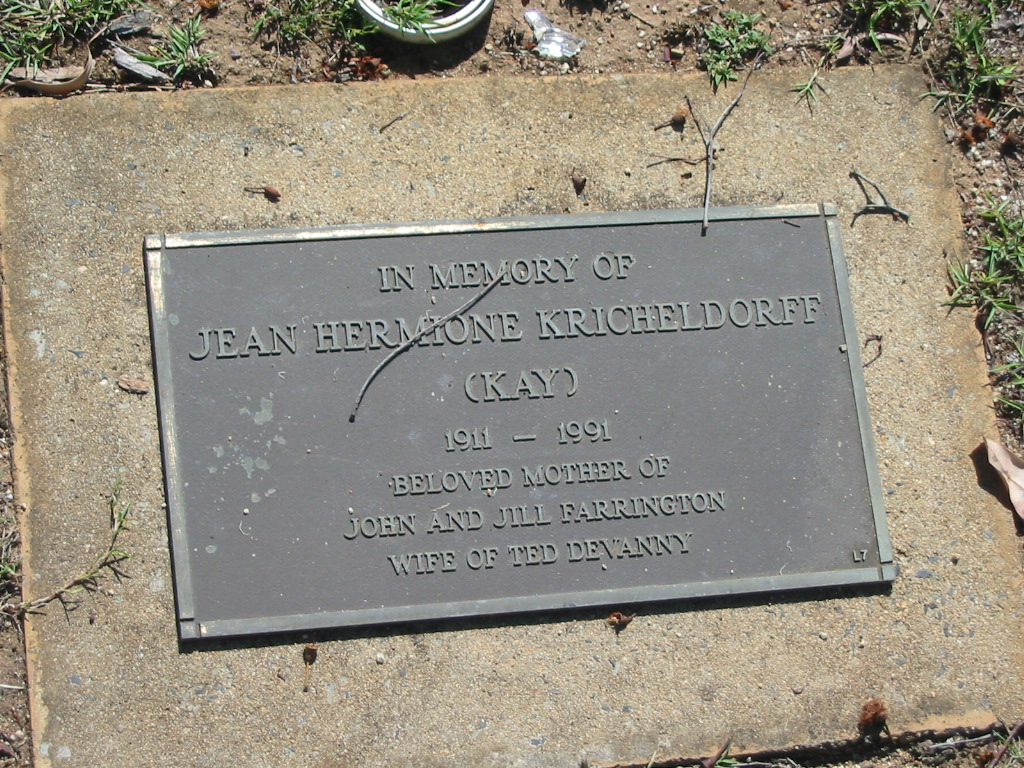 IN MEMORY OF
JEAN HERMIONE KRICHELDORFF
(KAY)
1911 — 1991
BELOVED MOTHER OF
JOHN AND JILL FARRINGTON
WIFE OF TED DEVANNY
L7